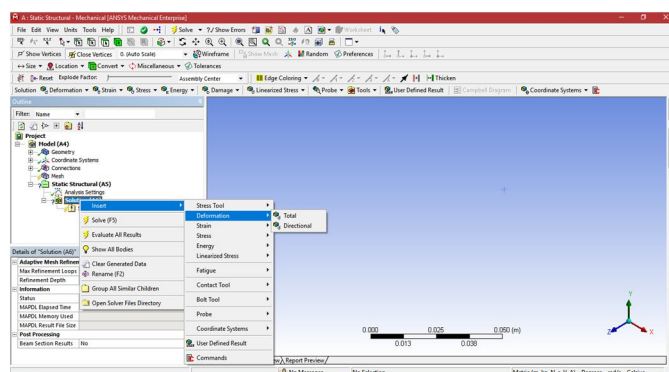 A : Static Structural - Mechanical [ANSYS Mechanical Enterprise]
File Edit View Units Tools Help Solve ?/ Show Errors Worksheet
Show Vertices Close Vertices 0. (Auto Scale) Wireframe Show Mesh Random Preferences
Size Location Convert Miscellaneous Tolerances
Reset Explode Factor: Assembly Center Edge Coloring Thicken
Solution Deformation Strain Stress Energy Damage Linearized Stress Probe Tools User Defined Result Campbell Diagram Coordinate Systems
Outline
Filter: Name
Project
Model (A4)
Geometry
Coordinate Systems
Connections
Mesh
Static Structural (A5)
Analysis Settings
Insert
Solve (F5)
Evaluate All Results
Show All Bodies
Clear Generated Data
Rename (F2)
Group All Similar Children
Open Solver Files Directory
Stress Tool
Deformation
Strain
Stress
Energy
Linearized Stress
Fatigue
Contact Tool
Bolt Tool
Probe
Coordinate Systems
User Defined Result
Commands
Total
Directional
Details of "Solution (A6)"
Adaptive Mesh Refinem
Max Refinement Loops
Refinement Depth
Information
Status
MAPDL Elapsed Time
MAPDL Memory Used
MAPDL Result File Size
Post Processing
Beam Section Results No
0.000 0.025 0.050 (m)
0.013 0.038
Y
Z X
Report Preview
No Messages No Selection